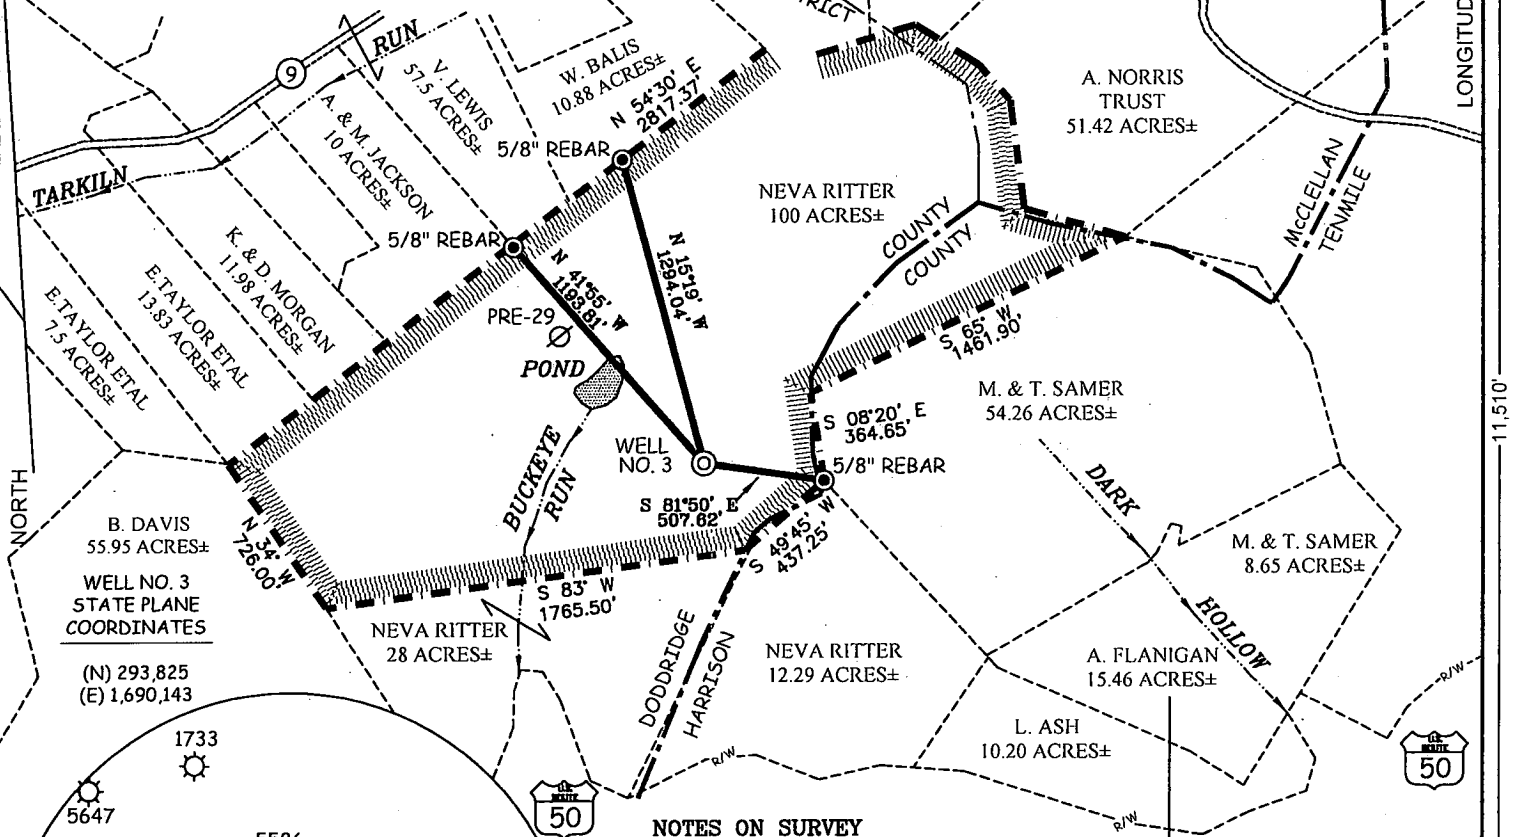 RICT
LONGITUD
9
RUN
V. LEWIS
57.5 ACRES±
W. BALIS
10.88 ACRES±
N 54°30' E
2817.37'
A. NORRIS
TRUST
51.42 ACRES±
A. & M. JACKSON
10 ACRES±
5/8" REBAR
TARKILN
McCLELLAN
TENMILE
NEVA RITTER
100 ACRES±
COUNTY
COUNTY
5/8" REBAR
K. & D. MORGAN
11.98 ACRES±
E.TAYLOR ETAL
13.83 ACRES±
E.TAYLOR ETAL
7.5 ACRES±
N 41°55' W
1193.81'
N 15°19' W
1294.04'
PRE-29
POND
S 65° W
1461.90'
M. & T. SAMER
54.26 ACRES±
11,510'
S 08°20' E
364.65'
WELL
NO. 3
5/8" REBAR
BUCKEYE
RUN
DARK
NORTH
S 81°50' E
507.62'
S 49°45' W
437.25'
B. DAVIS
55.95 ACRES±
N 34° W
726.00'
M. & T. SAMER
8.65 ACRES±
WELL NO. 3
STATE PLANE
COORDINATES
(N) 293,825
(E) 1,690,143
S 83° W
1765.50'
NEVA RITTER
28 ACRES±
HOLLOW
DODDRIDGE
HARRISON
NEVA RITTER
12.29 ACRES±
A. FLANIGAN
15.46 ACRES±
R/W
L. ASH
10.20 ACRES±
1733
R/W
U.S.
ROUTE
50
5647
U.S.
ROUTE
50
R/W
NOTES ON SURVEY